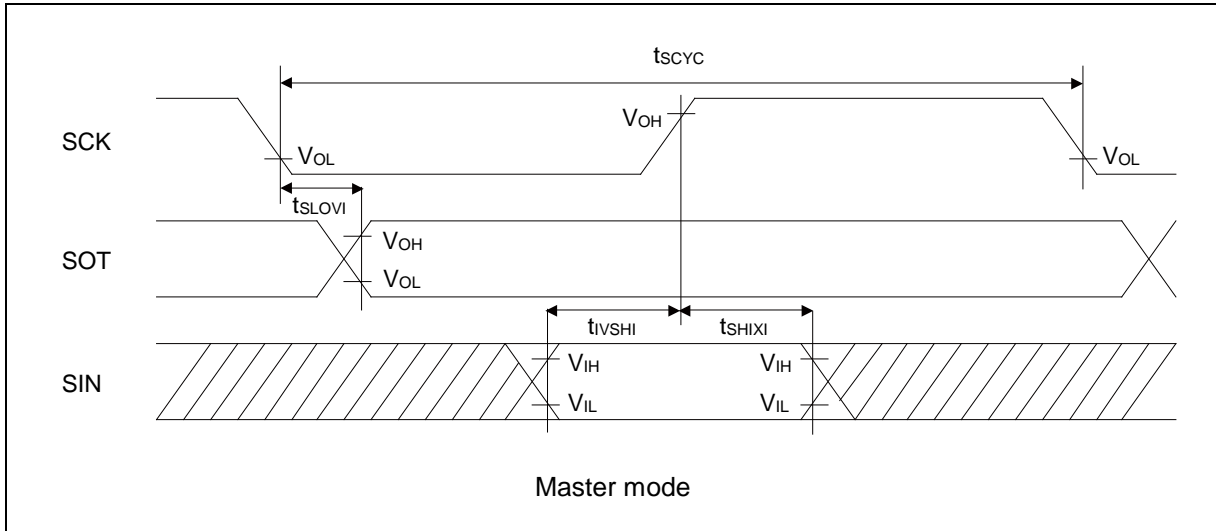 tSCYC
SCK
VOH
VOL
VOL
tSLOVI
SOT
VOH
VOL
tIVSHI
tSHIXI
SIN
VIH
VIH
VIL
VIL
Master mode